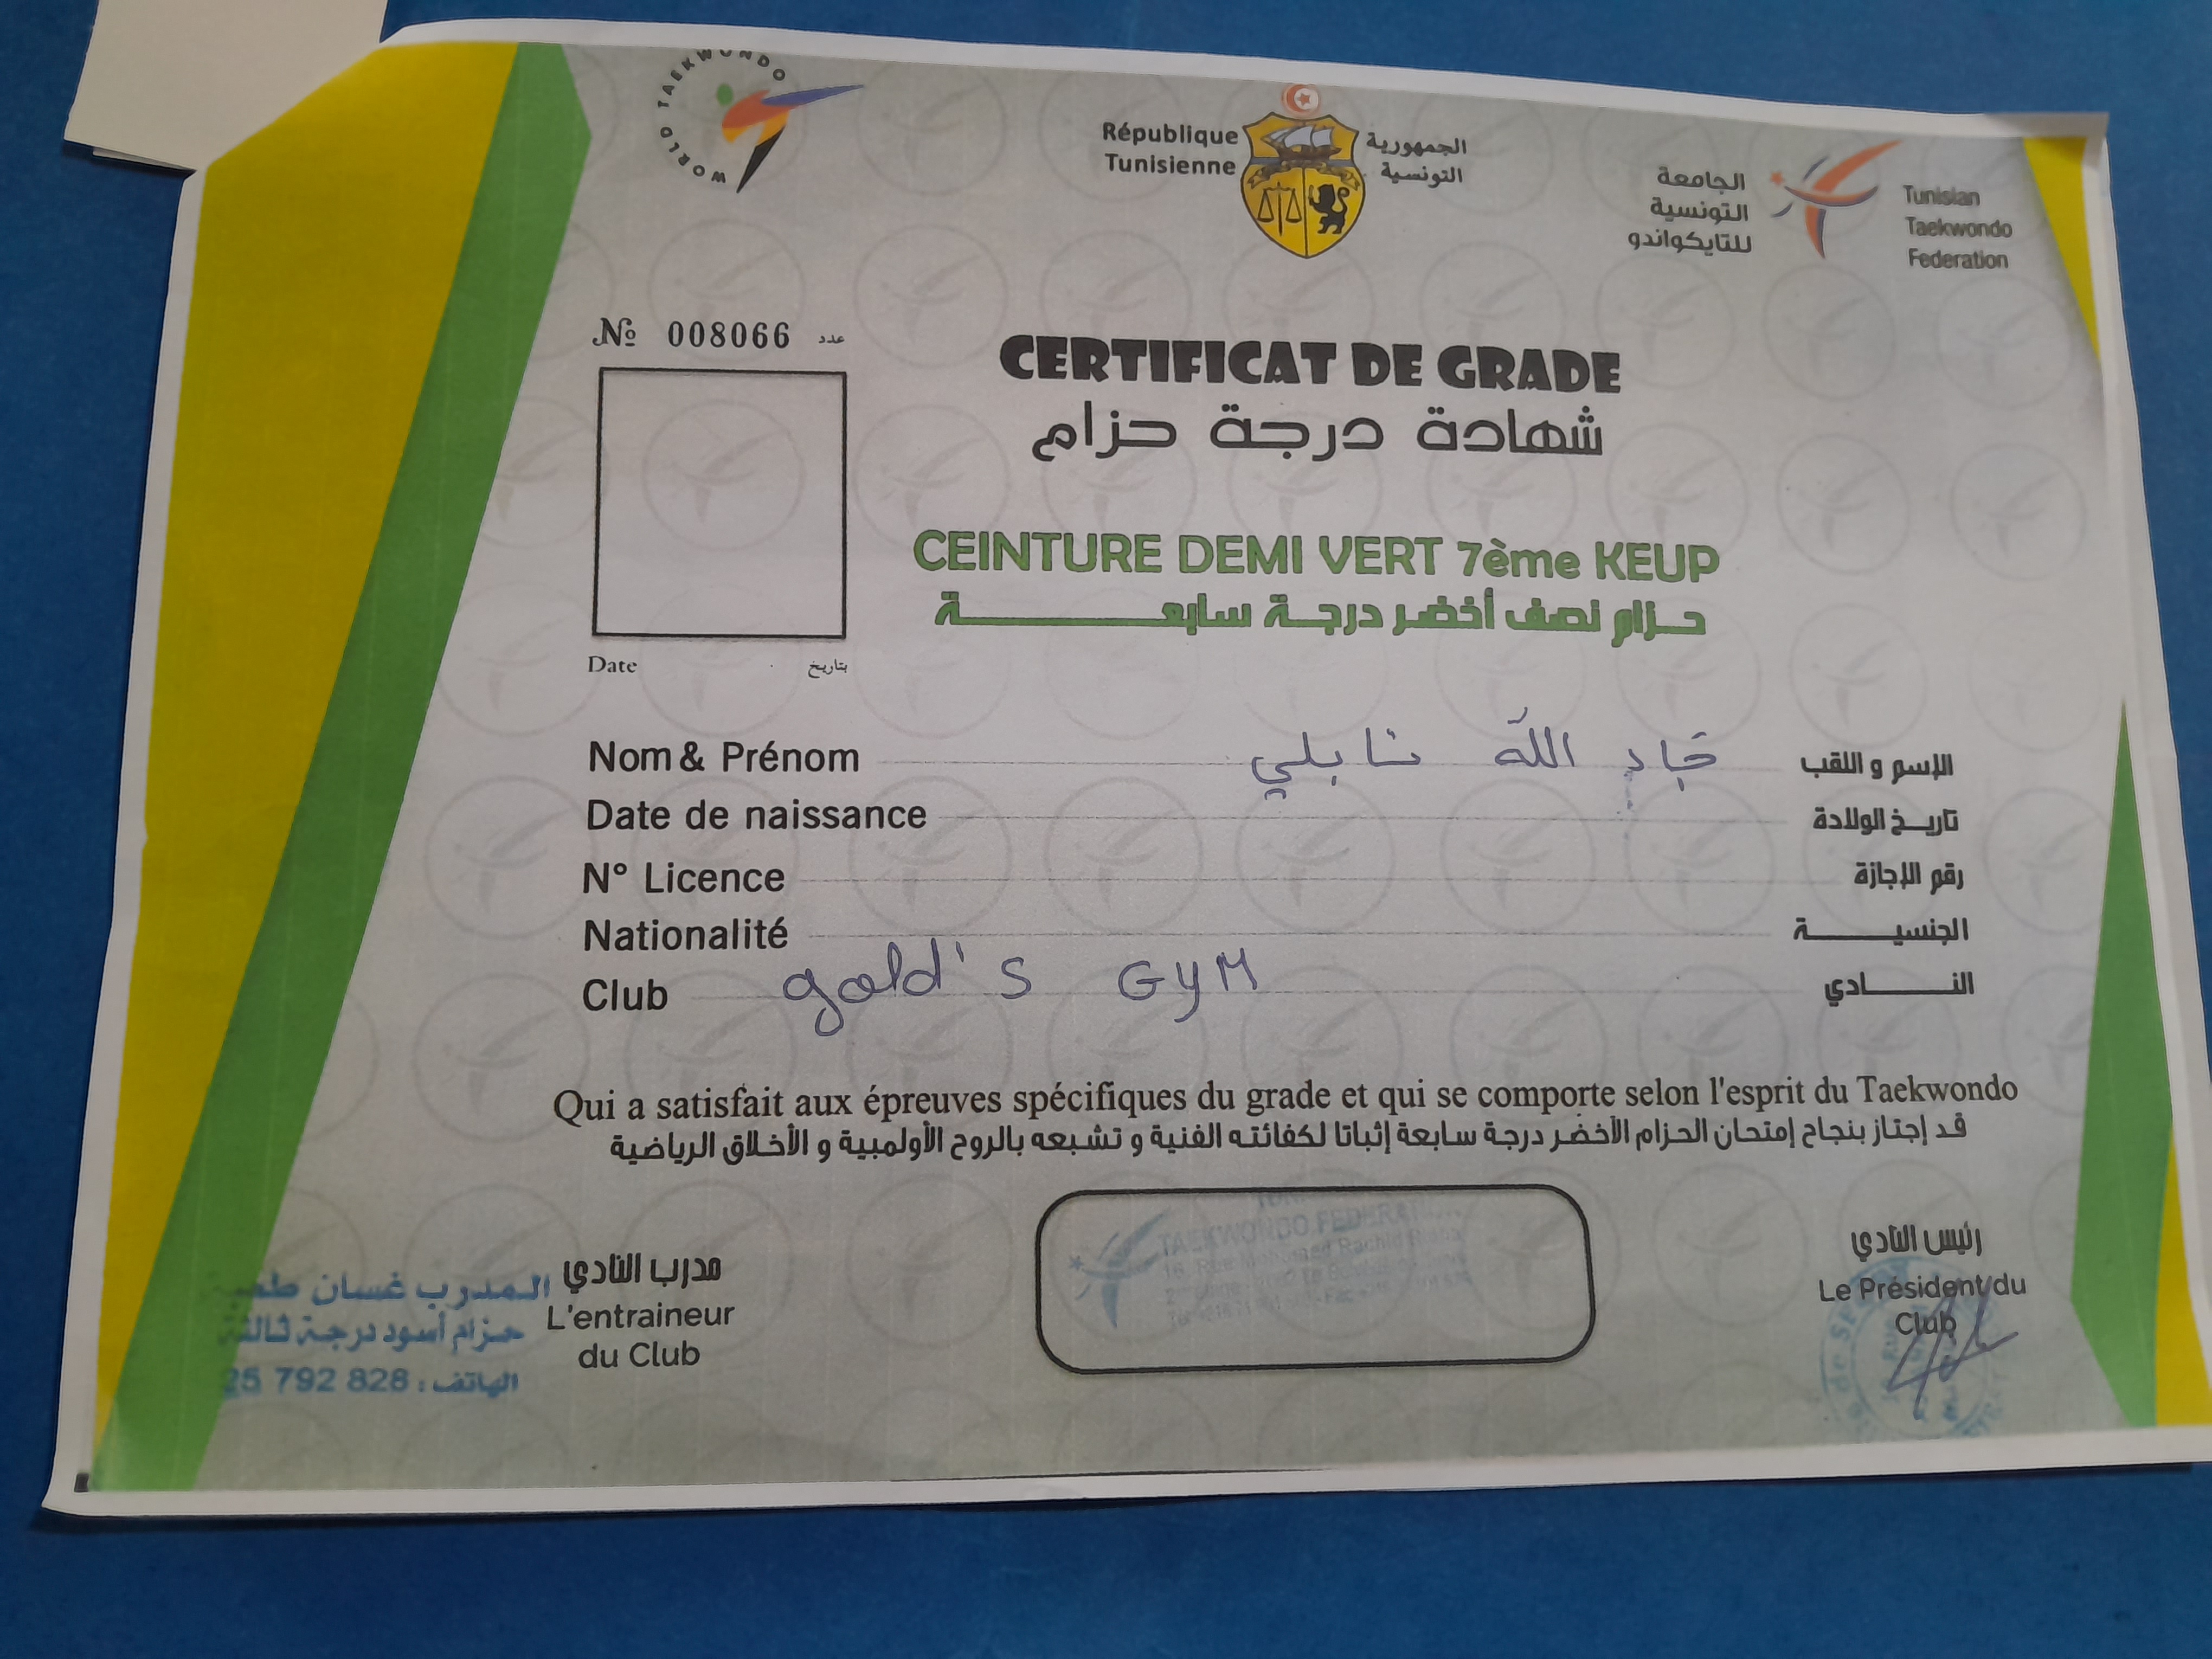 WORLD TAEKWONDO
République
Tunisienne
الجمهورية
التونسية
الجامعة
التونسية
للتايكواندو
Tunisian
Taekwondo
Federation
№ 008066 عدد
CERTIFICAT DE GRADE
شهادة درجة حزام
CEINTURE DEMI VERT 7ème KEUP
حزام نصف أخضر درجة سابعة
Date بتاريخ
Nom & Prénom جاد الله نابلي الإسم و اللقب
Date de naissance تاريخ الولادة
N° Licence رقم الإجازة
Nationalité الجنسية
Club gold's GYM النادي
Qui a satisfait aux épreuves spécifiques du grade et qui se comporte selon l'esprit du Taekwondo
قد إجتاز بنجاح إمتحان الحزام الأخضر درجة سابعة إثباتا لكفائته الفنية و تشبعه بالروح الأولمبية و الأخلاق الرياضية
مدرب النادي
L'entraineur
du Club
المدرب غسان
حزام أسود درجة ثالثة
الهاتف : 25 792 828
TAEKWONDO FEDERATION
رئيس النادي
Le Président du
Club